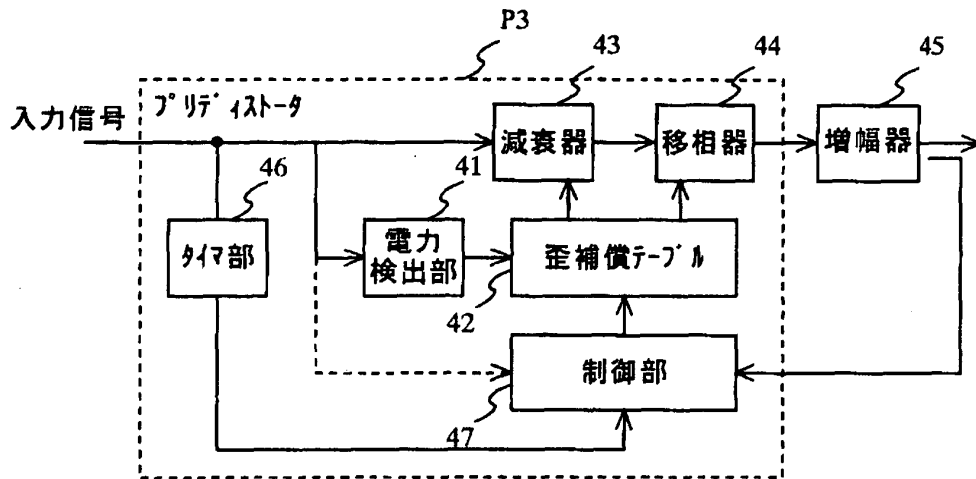 P3
43
44
45
入力信号
プリディストータ
減衰器
移相器
増幅器
46
41
タイマ部
電力
検出部
歪補償テーブル
42
制御部
47